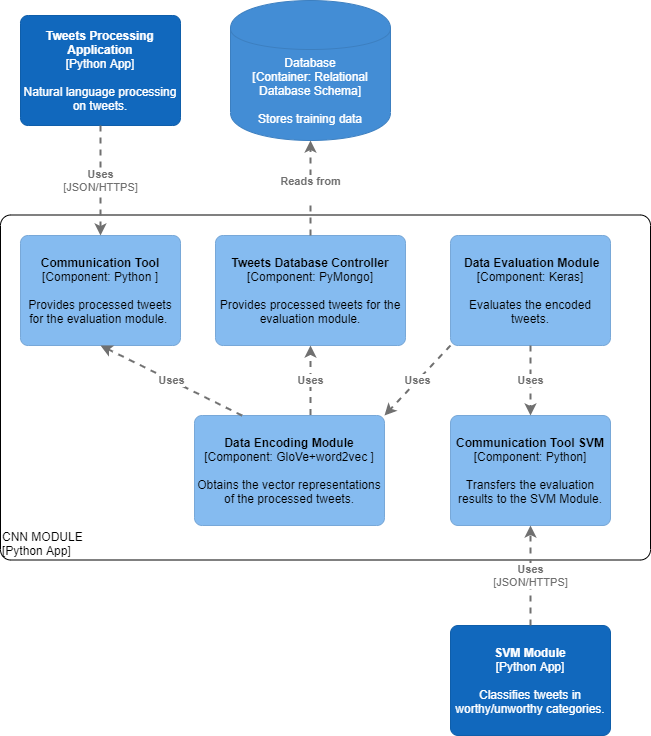 Tweets Processing
Application
[Python App]
Natural language processing
on tweets.
Database
[Container: Relational
Database Schema]
Stores training data
Uses
[JSON/HTTPS]
Reads from
Communication Tool
[Component: Python ]
Provides processed tweets
for the evaluation module.
Tweets Database Controller
[Component: PyMongo]
Provides processed tweets for the
evaluation module.
Data Evaluation Module
[Component: Keras]
Evaluates the encoded
tweets.
Uses
Uses
Uses
Uses
Data Encoding Module
[Component: GloVe+word2vec ]
Obtains the vector representations
of the processed tweets.
Communication Tool SVM
[Component: Python]
Transfers the evaluation
results to the SVM Module.
CNN MODULE
[Python App]
Uses
[JSON/HTTPS]
SVM Module
[Python App]
Classifies tweets in
worthy/unworthy categories.